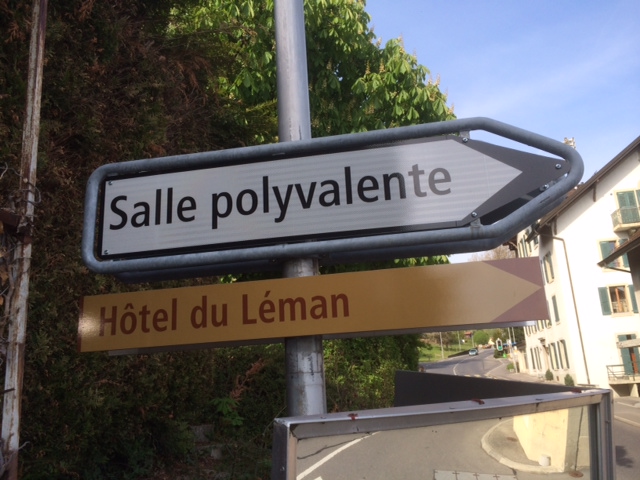 Salle polyvalente
Hôtel du Léman